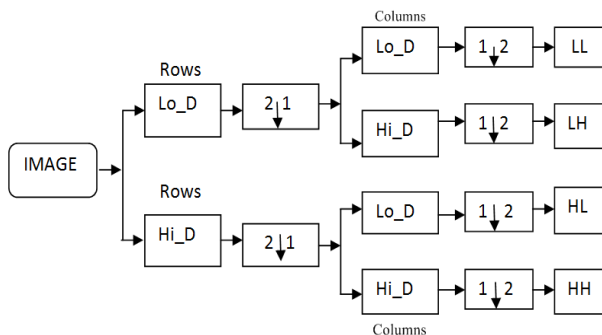 Columns
Lo_D
1 2
LL
Rows
Lo_D
2 1
Hi_D
1 2
LH
IMAGE
Rows
Hi_D
2 1
Lo_D
1 2
HL
Hi_D
1 2
HH
Columns